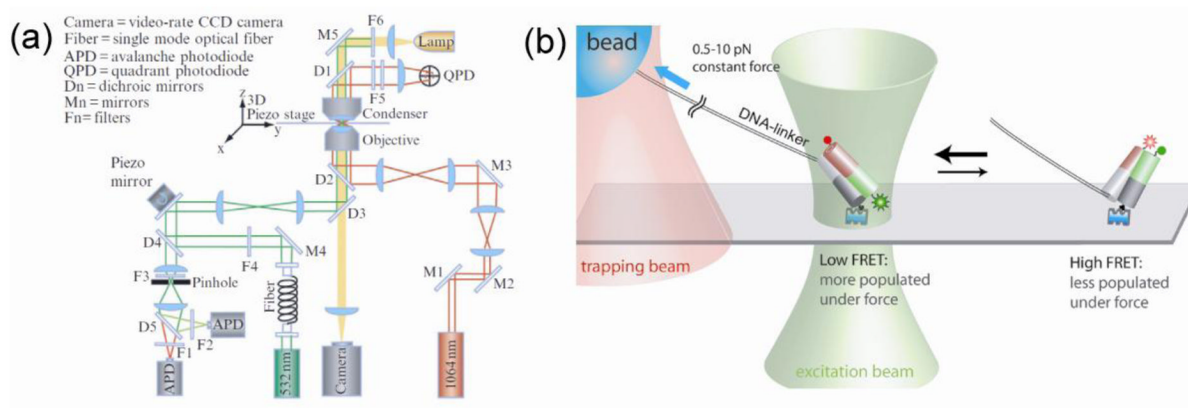 (a)
Camera = video-rate CCD camera
Fiber = single mode optical fiber
APD = avalanche photodiode
QPD = quadrant photodiode
Dn = dichroic mirrors
Mn = mirrors
Fn= filters
M5
F6
Lamp
D1
F5
QPD
z
3D
Piezo stage
y
x
Condenser
Objective
Piezo
mirror
D2
M3
D3
D4
F4
M4
F3
Pinhole
M1
M2
Fiber
D5
APD
F2
F1
APD
532 nm
Camera
1064 nm
(b)
bead
0.5-10 pN
constant force
DNA-linker
trapping beam
Low FRET:
more populated
under force
High FRET:
less populated
under force
excitation beam